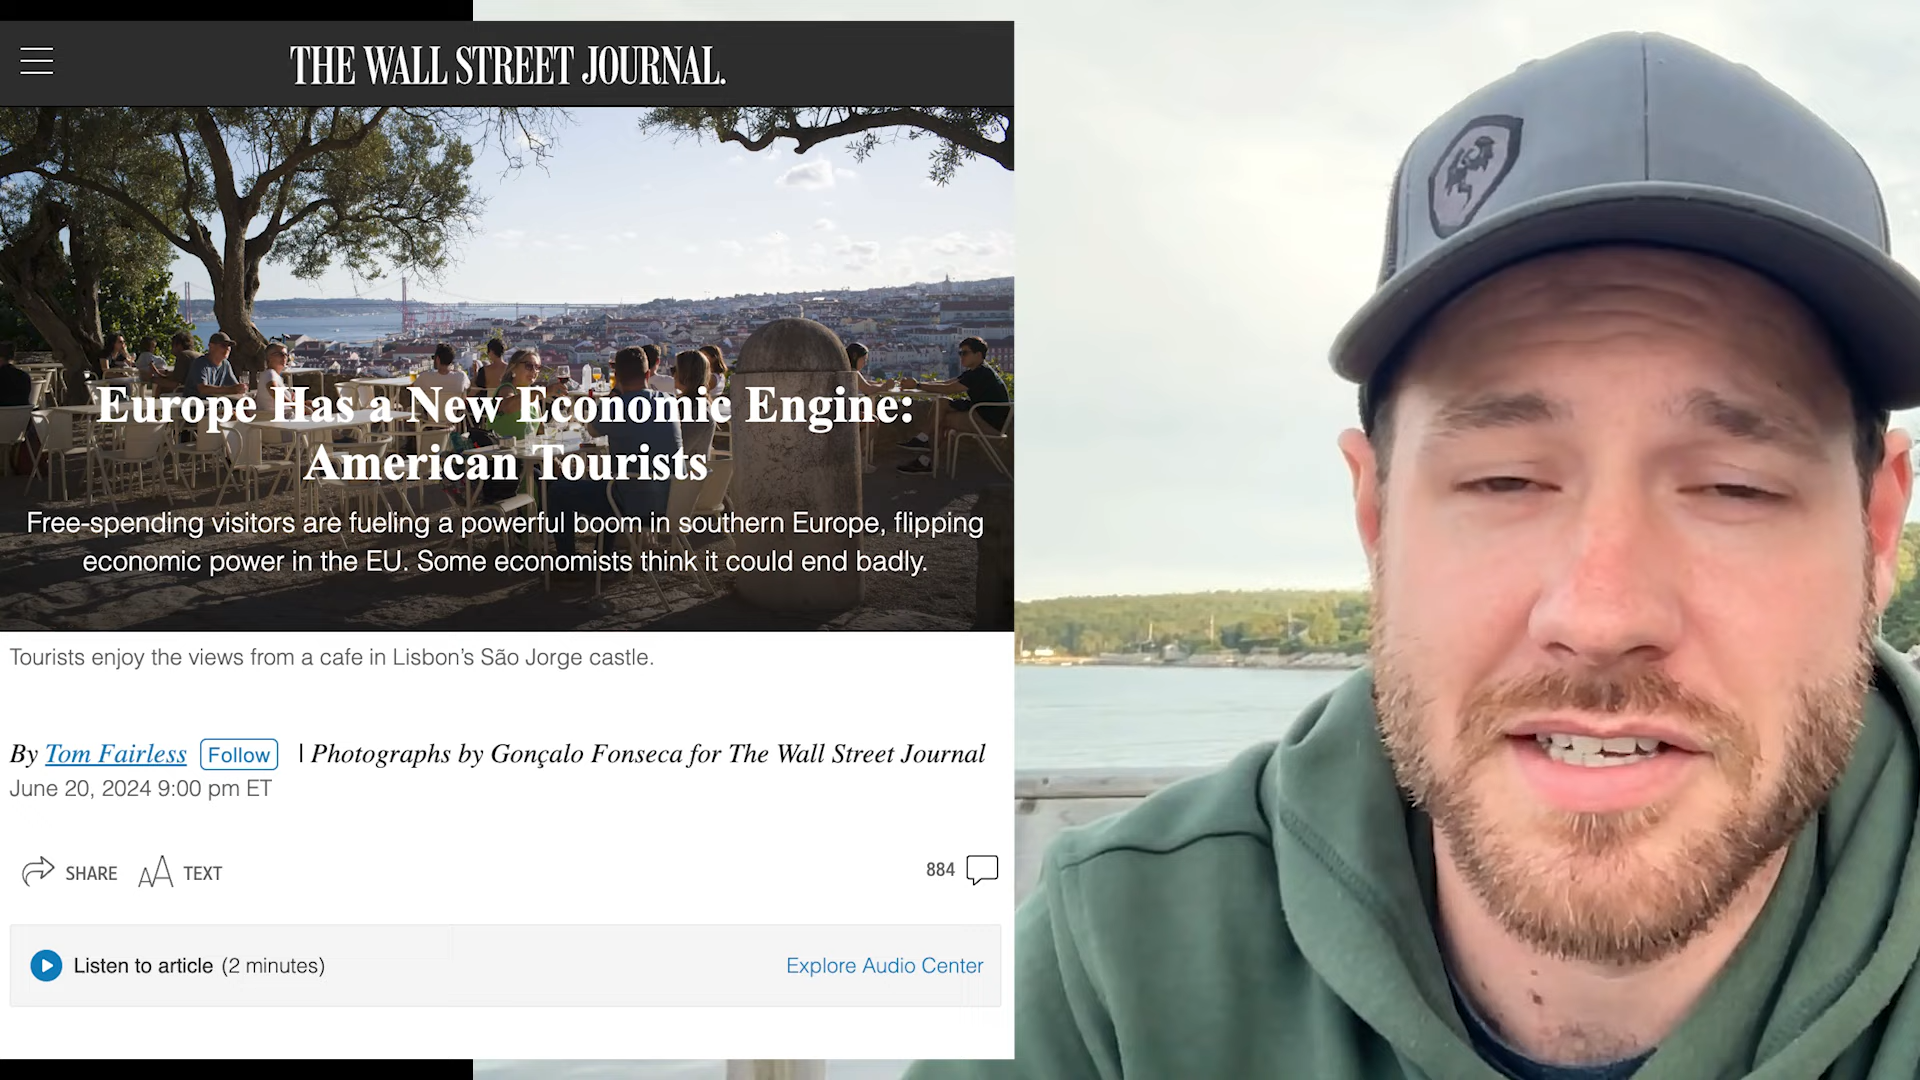 THE WALL STREET JOURNAL.
Europe Has a New Economic Engine:
American Tourists
Free-spending visitors are fueling a powerful boom in southern Europe, flipping
economic power in the EU. Some economists think it could end badly.
Tourists enjoy the views from a cafe in Lisbon’s São Jorge castle.
By Tom Fairless Follow | Photographs by Gonçalo Fonseca for The Wall Street Journal
June 20, 2024 9:00 pm ET
SHARE AA TEXT 884
Listen to article (2 minutes) Explore Audio Center